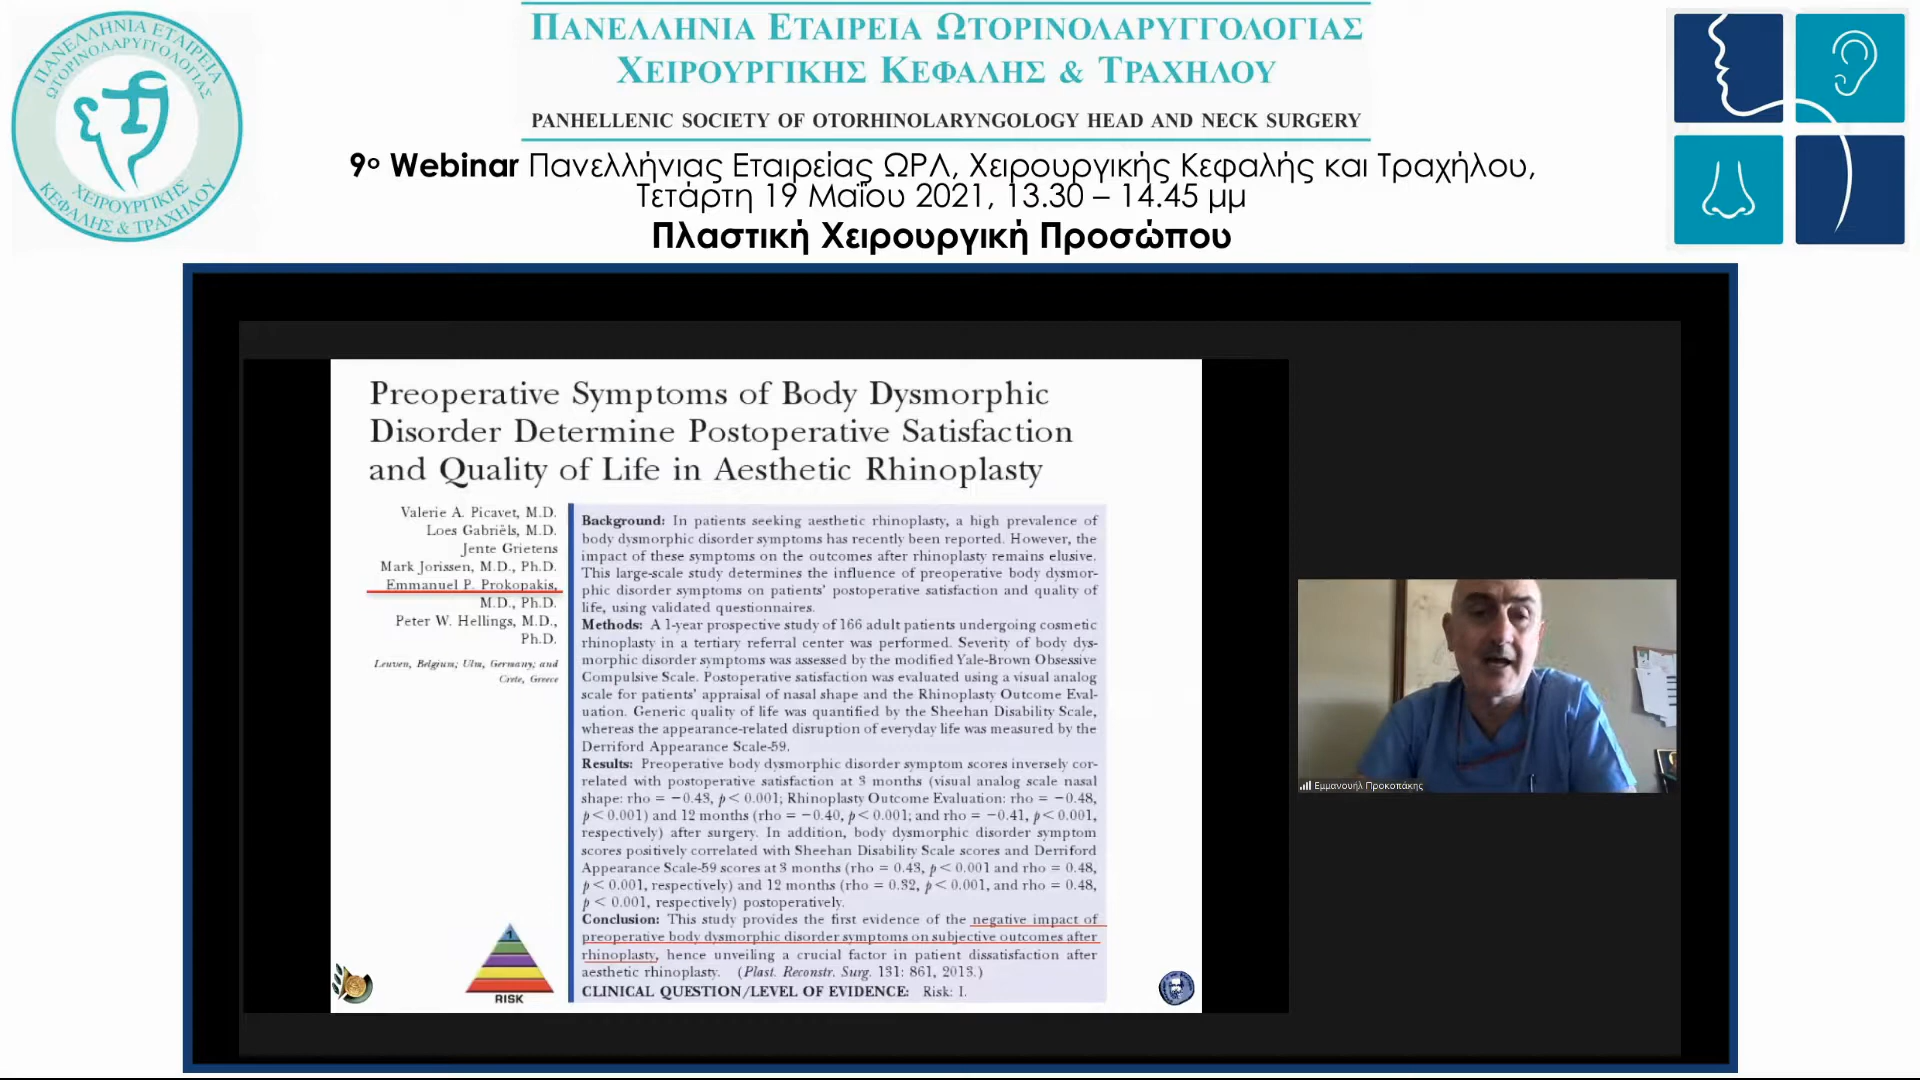 ΠΑΝΕΛΛΗΝΙΑ ΕΤΑΙΡΕΙΑ
ΩΤΟΡΙΝΟΛΑΡΥΓΓΟΛΟΓΙΑΣ
ΧΕΙΡΟΥΡΓΙΚΗΣ
ΚΕΦΑΛΗΣ & ΤΡΑΧΗΛΟΥ
ΠΑΝΕΛΛΗΝΙΑ ΕΤΑΙΡΕΙΑ ΩΤΟΡΙΝΟΛΑΡΥΓΓΟΛΟΓΙΑΣ
ΧΕΙΡΟΥΡΓΙΚΗΣ ΚΕΦΑΛΗΣ & ΤΡΑΧΗΛΟΥ
PANHELLENIC SOCIETY OF OTORHINOLARYNGOLOGY HEAD AND NECK SURGERY
9ο Webinar Πανελλήνιας Εταιρείας ΩΡΛ, Χειρουργικής Κεφαλής και Τραχήλου,
Τετάρτη 19 Μαΐου 2021, 13.30 – 14.45 μμ
Πλαστική Χειρουργική Προσώπου
Preoperative Symptoms of Body Dysmorphic
Disorder Determine Postoperative Satisfaction
and Quality of Life in Aesthetic Rhinoplasty
Valerie A. Picavet, M.D.
Loes Gabriëls, M.D.
Jente Grietens
Mark Jorissen, M.D., Ph.D.
Emmanuel P. Prokopakis,
M.D., Ph.D.
Peter W. Hellings, M.D.,
Ph.D.
Leuven, Belgium; Ulm, Germany; and
Crete, Greece
Background: In patients seeking aesthetic rhinoplasty, a high prevalence of
body dysmorphic disorder symptoms has recently been reported. However, the
impact of these symptoms on the outcomes after rhinoplasty remains elusive.
This large-scale study determines the influence of preoperative body dysmor-
phic disorder symptoms on patients' postoperative satisfaction and quality of
life, using validated questionnaires.
Methods: A 1-year prospective study of 166 adult patients undergoing cosmetic
rhinoplasty in a tertiary referral center was performed. Severity of body dys-
morphic disorder symptoms was assessed by the modified Yale-Brown Obsessive
Compulsive Scale. Postoperative satisfaction was evaluated using a visual analog
scale for patients' appraisal of nasal shape and the Rhinoplasty Outcome Eval-
uation. Generic quality of life was quantified by the Sheehan Disability Scale,
whereas the appearance-related disruption of everyday life was measured by the
Derriford Appearance Scale-59.
Results: Preoperative body dysmorphic disorder symptom scores inversely cor-
related with postoperative satisfaction at 3 months (visual analog scale nasal
shape: rho = −0.43, p < 0.001; Rhinoplasty Outcome Evaluation: rho = −0.48,
p < 0.001) and 12 months (rho = −0.40, p < 0.001; and rho = −0.41, p < 0.001,
respectively) after surgery. In addition, body dysmorphic disorder symptom
scores positively correlated with Sheehan Disability Scale scores and Derriford
Appearance Scale-59 scores at 3 months (rho = 0.43, p < 0.001 and rho = 0.48,
p < 0.001, respectively) and 12 months (rho = 0.32, p < 0.001, and rho = 0.48,
p < 0.001, respectively) postoperatively.
Conclusion: This study provides the first evidence of the negative impact of
preoperative body dysmorphic disorder symptoms on subjective outcomes after
rhinoplasty, hence unveiling a crucial factor in patient dissatisfaction after
aesthetic rhinoplasty. (Plast. Reconstr. Surg. 131: 861, 2013.)
CLINICAL QUESTION/LEVEL OF EVIDENCE: Risk: I.
1
RISK
Εμμανουήλ Προκοπάκης